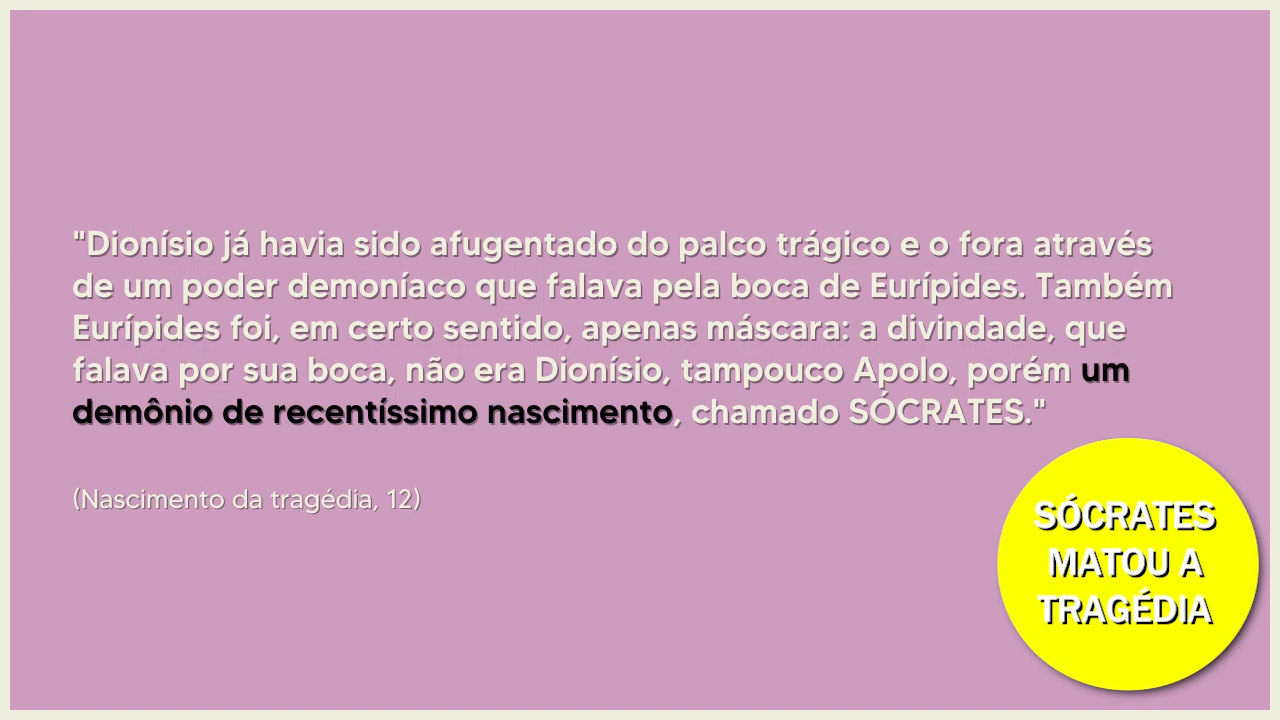 "Dionísio já havia sido afugentado do palco trágico e o fora através
de um poder demoníaco que falava pela boca de Eurípides. Também
Eurípides foi, em certo sentido, apenas máscara: a divindade, que
falava por sua boca, não era Dionísio, tampouco Apolo, porém um
demônio de recentíssimo nascimento, chamado SÓCRATES."
(Nascimento da tragédia, 12)
SÓCRATES
MATOU A
TRAGÉDIA